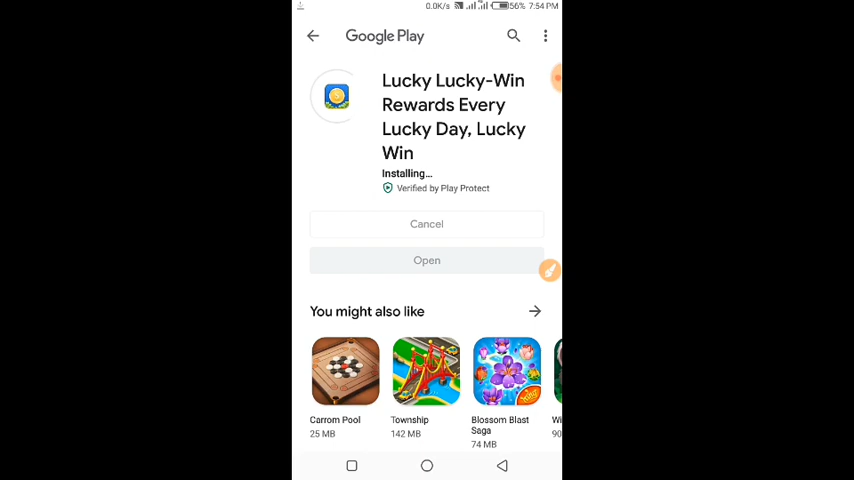 0.0K/s 56% 7:54 PM
Google Play
Lucky Lucky-Win
Rewards Every
Lucky Day, Lucky
Win
Installing...
Verified by Play Protect
Cancel
Open
You might also like
Carrom Pool
25 MB
Township
142 MB
Blossom Blast
Saga
74 MB
Wi
90